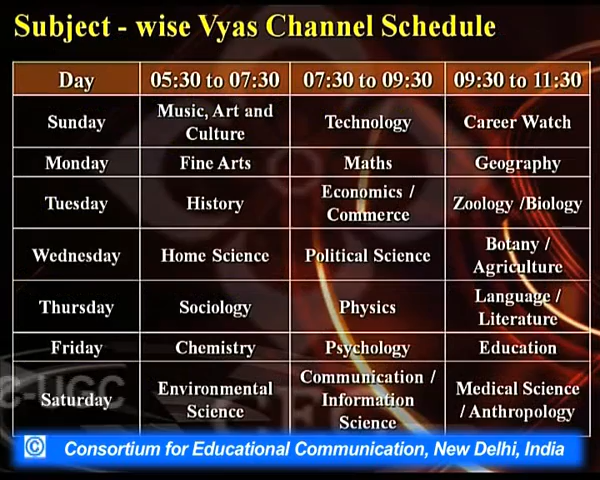 Subject - wise Vyas Channel Schedule
Day 05:30 to 07:30 07:30 to 09:30 09:30 to 11:30
Sunday Music, Art and Culture Technology Career Watch
Monday Fine Arts Maths Geography
Tuesday History Economics / Commerce Zoology /Biology
Wednesday Home Science Political Science Botany / Agriculture
Thursday Sociology Physics Language / Literature
Friday Chemistry Psychology Education
Saturday Environmental Science Communication / Information Science Medical Science / Anthropology
C-UGC
© Consortium for Educational Communication, New Delhi, India